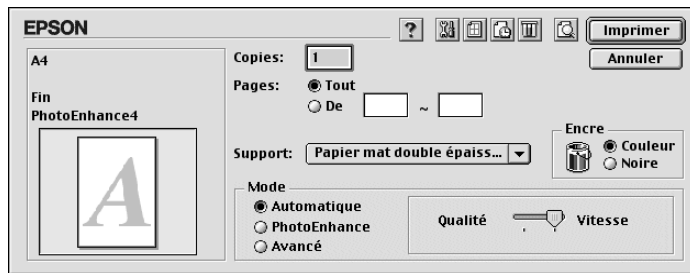 EPSON
?
Imprimer
A4
Copies: 1
Annuler
Pages: Tout
De ~
Fin
PhotoEnhance4
A
Support: Papier mat double épaiss...
Encre
Couleur
Noire
Mode
Automatique
PhotoEnhance
Avancé
Qualité Vitesse